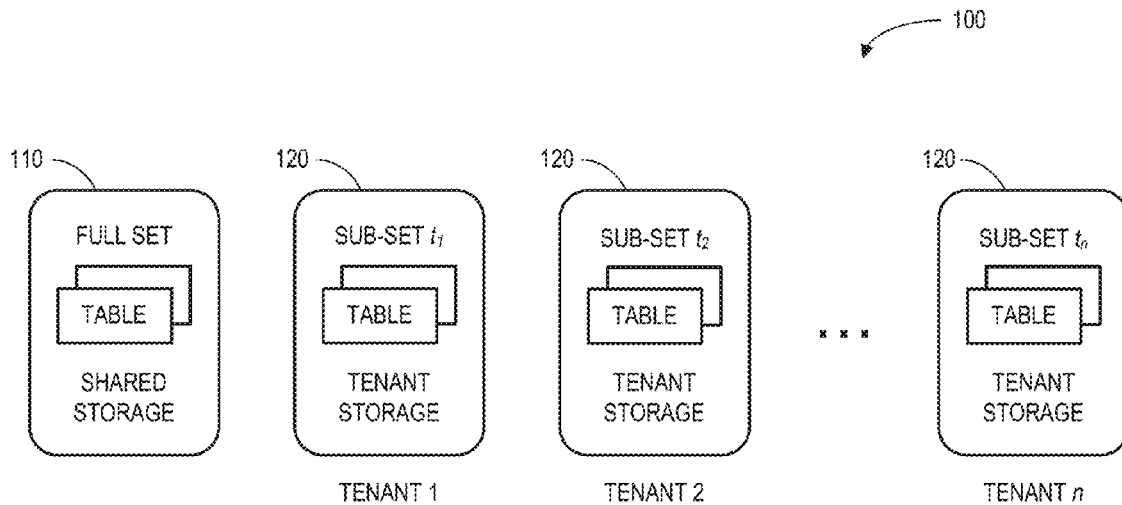 100
110
120
120
120
FULL SET
SUB-SET t1
SUB-SET t2
SUB-SET tn
TABLE
TABLE
TABLE
...
TABLE
SHARED
STORAGE
TENANT
STORAGE
TENANT
STORAGE
TENANT
STORAGE
TENANT 1
TENANT 2
TENANT n